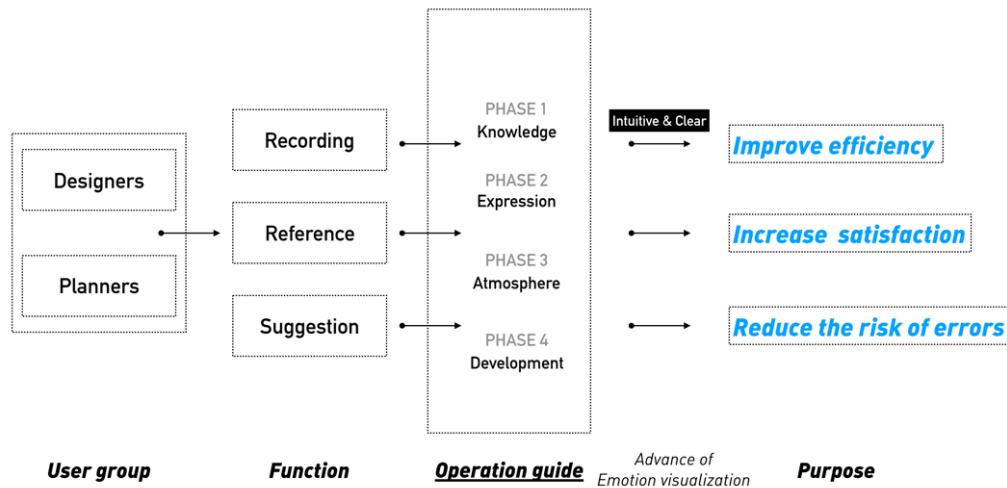 PHASE 1
Knowledge
Intuitive & Clear
Recording
Improve efficiency
Designers
PHASE 2
Expression
Reference
Increase satisfaction
PHASE 3
Atmosphere
Planners
Suggestion
Reduce the risk of errors
PHASE 4
Development
User group
Function
Operation guide
Advance of
Emotion visualization
Purpose